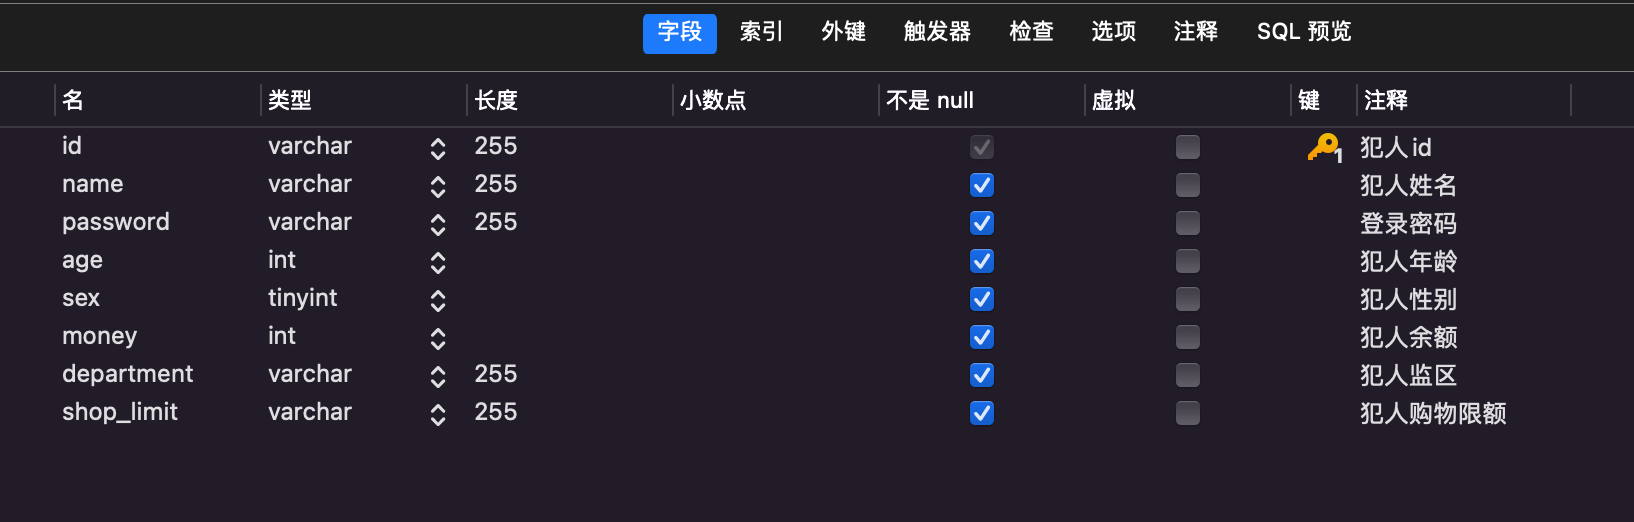 字段 索引 外键 触发器 检查 选项 注释 SQL 预览
名 类型 长度 小数点 不是 null 虚拟 键 注释
id varchar 255 1 犯人id
name varchar 255 犯人姓名
password varchar 255 登录密码
age int 犯人年龄
sex tinyint 犯人性别
money int 犯人余额
department varchar 255 犯人监区
shop_limit varchar 255 犯人购物限额